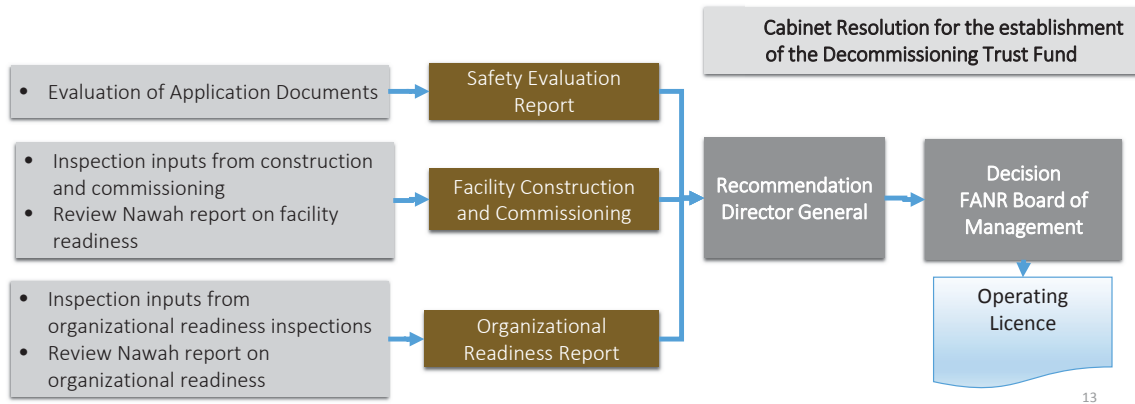 Cabinet Resolution for the establishment
of the Decommissioning Trust Fund
• Evaluation of Application Documents
Safety Evaluation
Report
• Inspection inputs from construction
and commissioning
• Review Nawah report on facility
readiness
Facility Construction
and Commissioning
Recommendation
Director General
Decision
FANR Board of
Management
• Inspection inputs from
organizational readiness inspections
• Review Nawah report on
organizational readiness
Organizational
Readiness Report
Operating
Licence
13